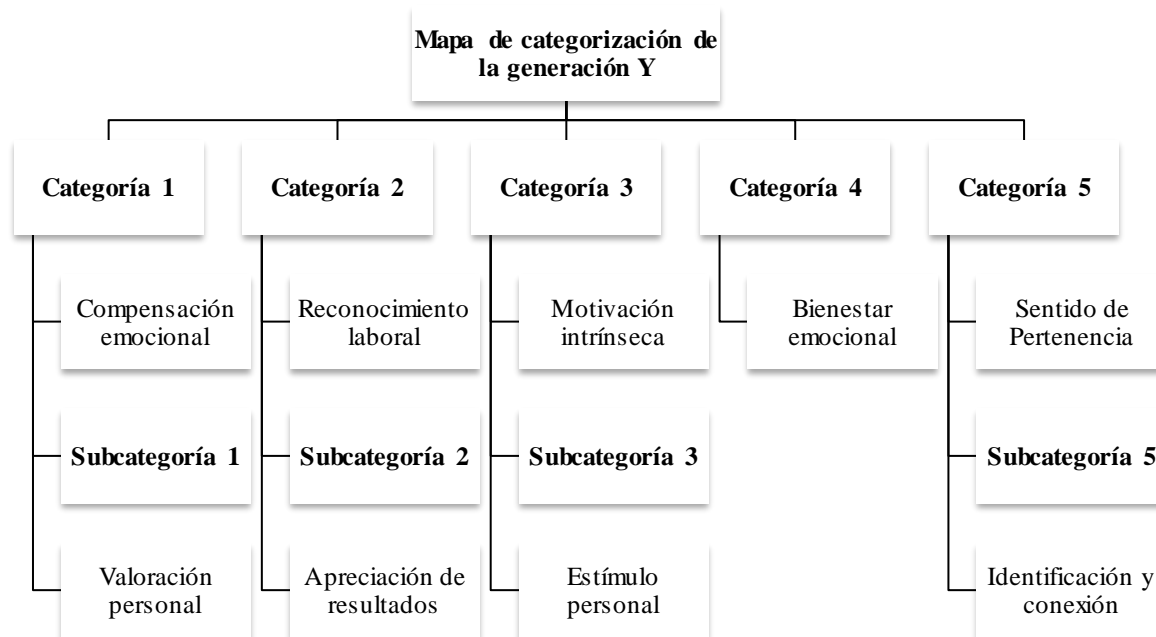 Mapa de categorización de
la generación Y
Categoría 1
Categoría 2
Categoría 3
Categoría 4
Categoría 5
Compensación
emocional
Reconocimiento
laboral
Motivación
intrínseca
Bienestar
emocional
Sentido de
Pertenencia
Subcategoría 1
Subcategoría 2
Subcategoría 3
Subcategoría 5
Valoración
personal
Apreciación de
resultados
Estímulo
personal
Identificación y
conexión